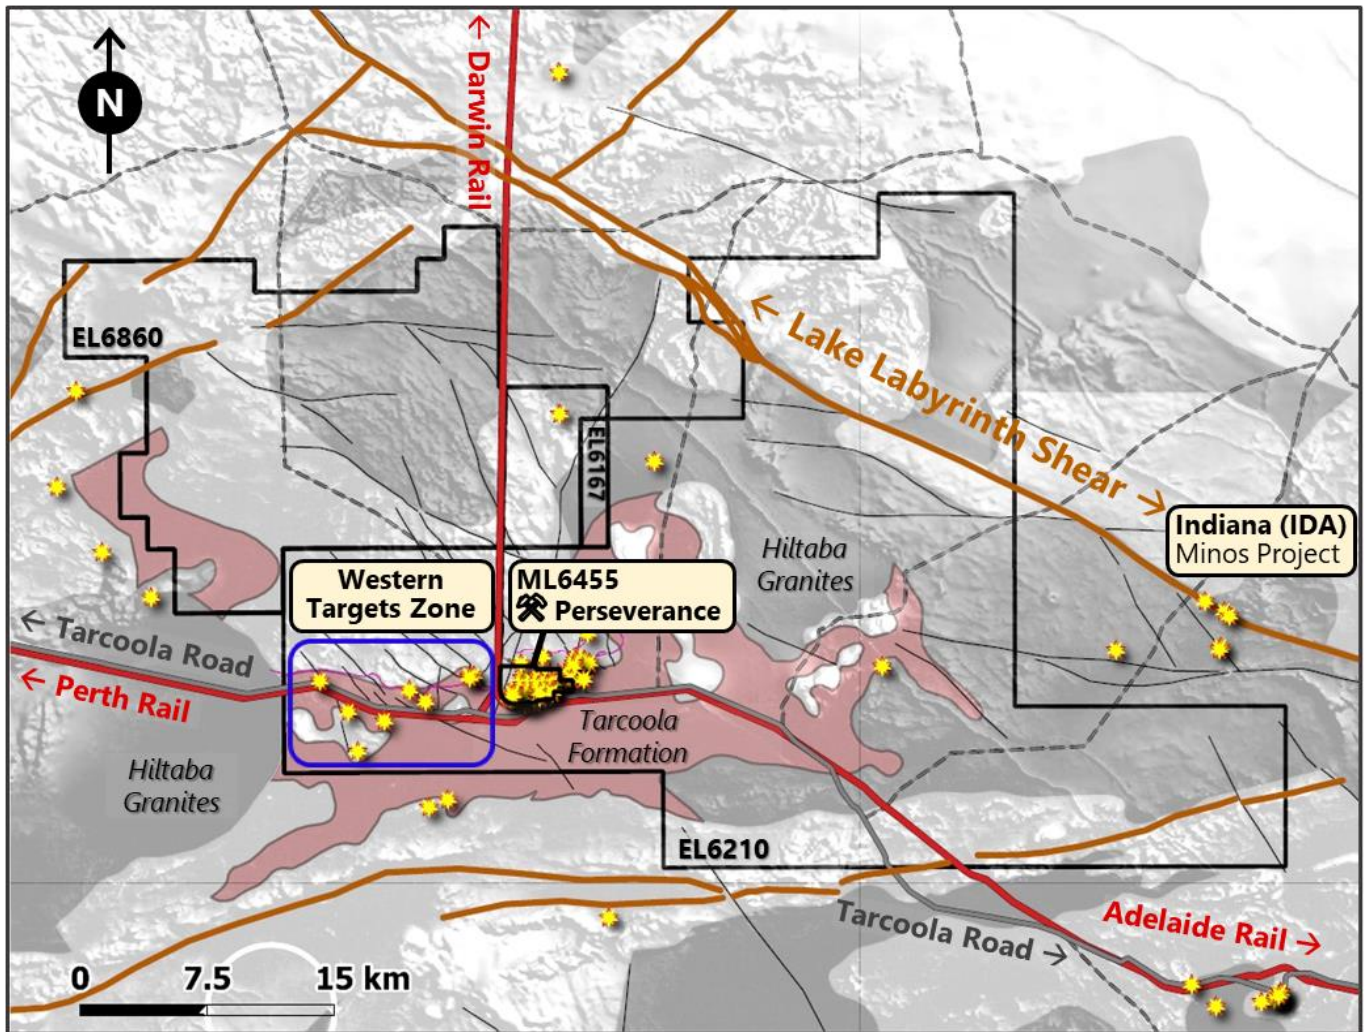 ← Darwin Rail
N
EL6860
← Lake Labyrinth Shear →
EL6167
Indiana (IDA)
Minos Project
Hiltaba
Granites
Western
Targets Zone
ML6455
⚒ Perseverance
← Tarcoola Road
← Perth Rail
Tarcoola
Formation
Hiltaba
Granites
EL6210
Tarcoola Road →
Adelaide Rail →
0 7.5 15 km